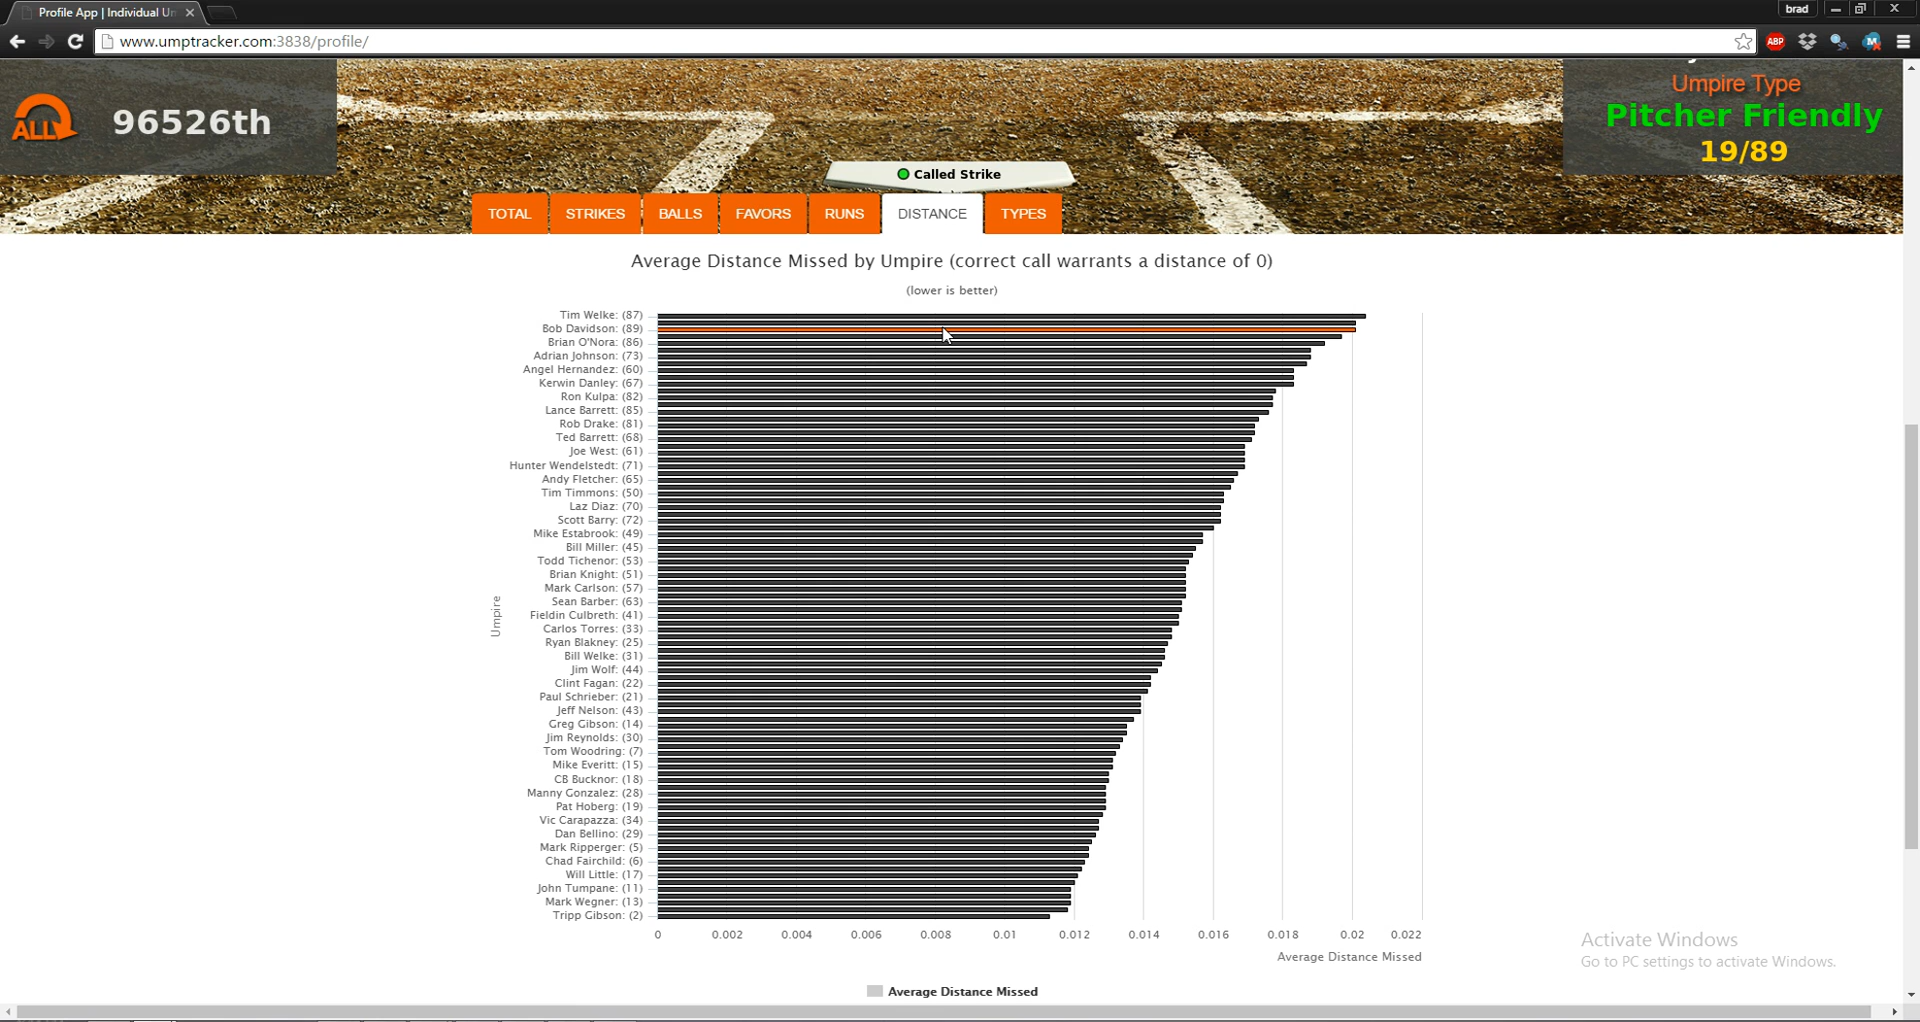 Profile App | Individual Um
brad
www.umptracker.com:3838/profile/
ABP
M
ALL
96526th
Umpire Type
Pitcher Friendly
19/89
Called Strike
TOTAL
STRIKES
BALLS
FAVORS
RUNS
DISTANCE
TYPES
Average Distance Missed by Umpire (correct call warrants a distance of 0)
(lower is better)
Tim Welke: (87)
Bob Davidson: (89)
Brian O'Nora: (86)
Adrian Johnson: (73)
Angel Hernandez: (60)
Kerwin Danley: (67)
Ron Kulpa: (82)
Lance Barrett: (85)
Rob Drake: (81)
Ted Barrett: (68)
Joe West: (61)
Hunter Wendelstedt: (71)
Andy Fletcher: (65)
Tim Timmons: (50)
Laz Diaz: (70)
Scott Barry: (72)
Mike Estabrook: (49)
Bill Miller: (45)
Todd Tichenor: (53)
Brian Knight: (51)
Mark Carlson: (57)
Sean Barber: (63)
Fieldin Culbreth: (41)
Carlos Torres: (33)
Ryan Blakney: (25)
Bill Welke: (31)
Jim Wolf: (44)
Clint Fagan: (22)
Paul Schrieber: (21)
Jeff Nelson: (43)
Greg Gibson: (14)
Jim Reynolds: (30)
Tom Woodring: (7)
Mike Everitt: (15)
CB Bucknor: (18)
Manny Gonzalez: (28)
Pat Hoberg: (19)
Vic Carapazza: (34)
Dan Bellino: (29)
Mark Ripperger: (5)
Chad Fairchild: (6)
Will Little: (17)
John Tumpane: (11)
Mark Wegner: (13)
Tripp Gibson: (2)
Umpire
0 0.002 0.004 0.006 0.008 0.01 0.012 0.014 0.016 0.018 0.02 0.022
Average Distance Missed
Average Distance Missed
Activate Windows
Go to PC settings to activate Windows.